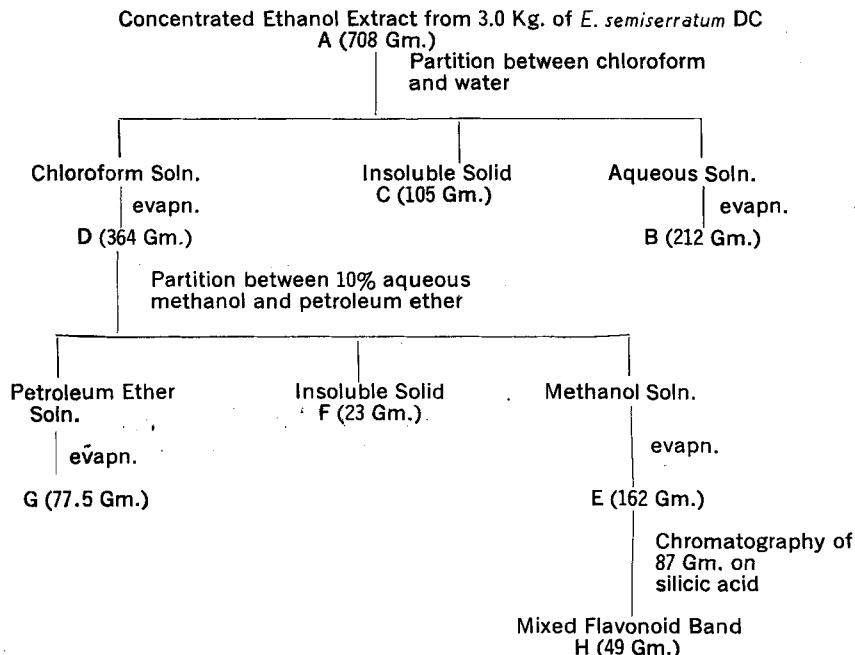 Concentrated Ethanol Extract from 3.0 Kg. of E. semiserratum DC
A (708 Gm.)
Partition between chloroform
and water
Chloroform Soln.
Insoluble Solid
C (105 Gm.)
Aqueous Soln.
evapn.
evapn.
D (364 Gm.)
B (212 Gm.)
Partition between 10% aqueous
methanol and petroleum ether
Petroleum Ether
Soln.
Insoluble Solid
F (23 Gm.)
Methanol Soln.
evapn.
evapn.
G (77.5 Gm.)
E (162 Gm.)
Chromatography of
87 Gm. on
silicic acid
Mixed Flavonoid Band
H (49 Gm.)